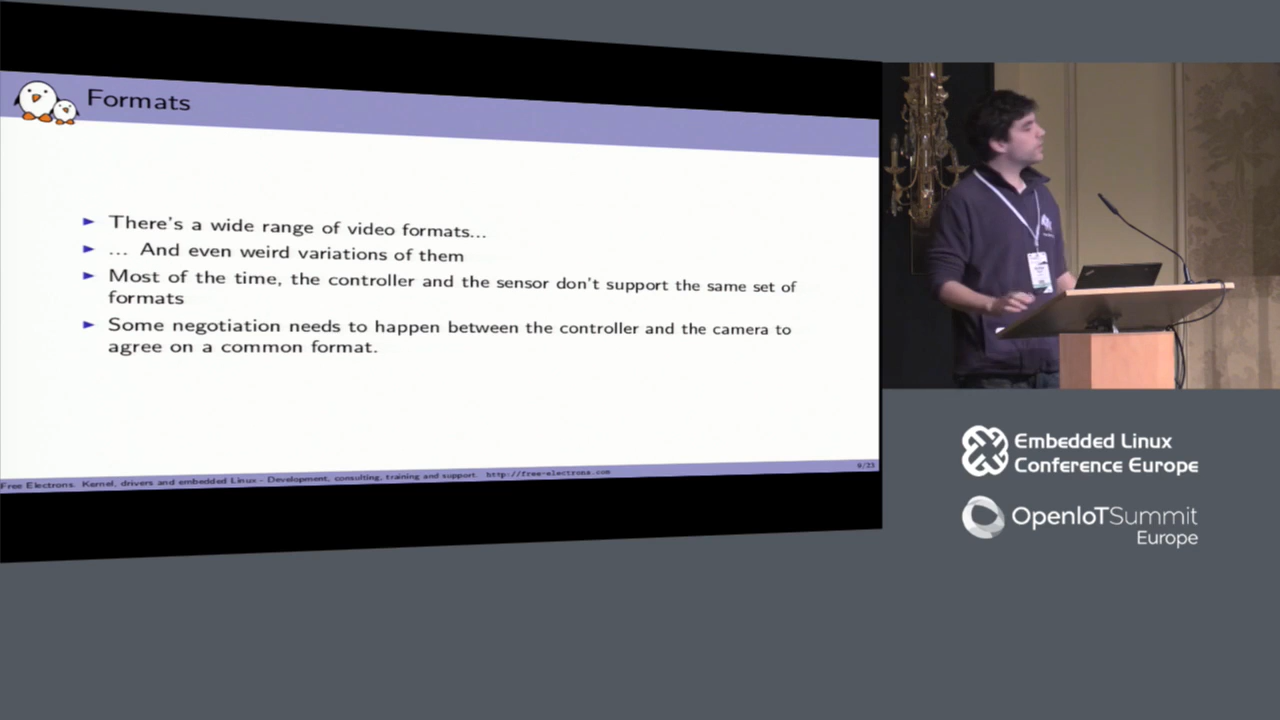 Formats
There's a wide range of video formats...
... And even weird variations of them
Most of the time, the controller and the sensor don't support the same set of
formats
Some negotiation needs to happen between the controller and the camera to
agree on a common format.
Free Electrons. Kernel, drivers and embedded Linux - Development, consulting, training and support. http://free-electrons.com
9/23
Embedded Linux
Conference Europe
OpenIoTSummit
Europe